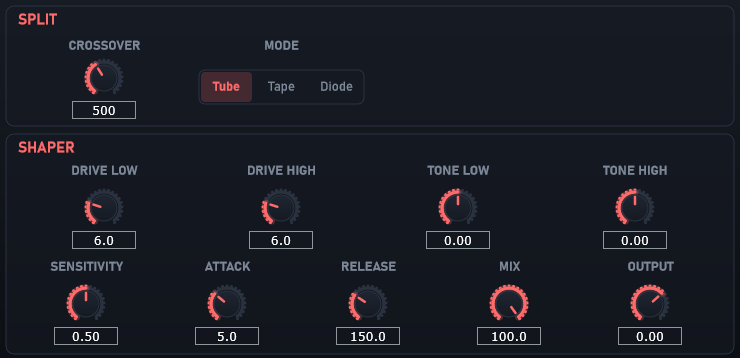 SPLIT
CROSSOVER MODE
Tube Tape Diode
500
SHAPER
DRIVE LOW DRIVE HIGH TONE LOW TONE HIGH
6.0 6.0 0.00 0.00
SENSITIVITY ATTACK RELEASE MIX OUTPUT
0.50 5.0 150.0 100.0 0.00